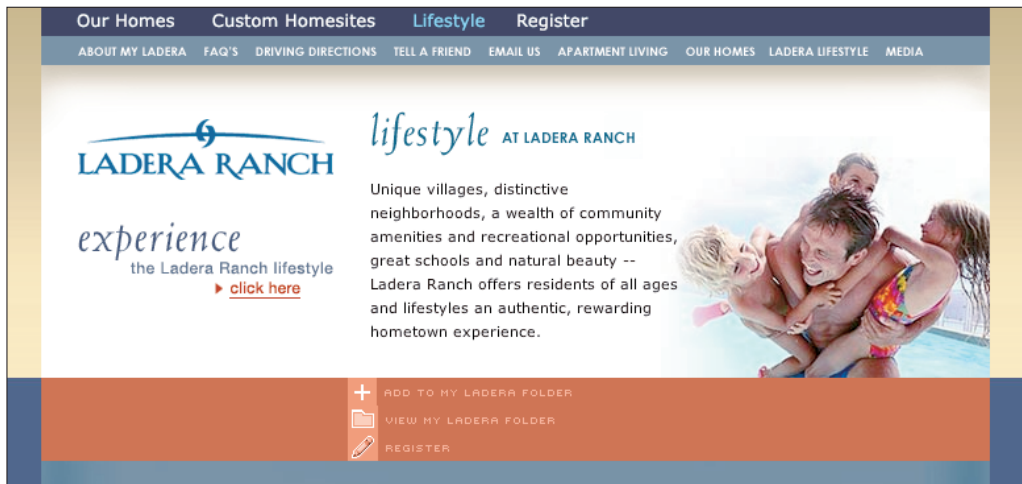 Our Homes Custom Homesites Lifestyle Register
ABOUT MY LADERA FAQ'S DRIVING DIRECTIONS TELL A FRIEND EMAIL US APARTMENT LIVING OUR HOMES LADERA LIFESTYLE MEDIA
LADERA RANCH
experience
the Ladera Ranch lifestyle
click here
lifestyle AT LADERA RANCH
Unique villages, distinctive
neighborhoods, a wealth of community
amenities and recreational opportunities,
great schools and natural beauty --
Ladera Ranch offers residents of all ages
and lifestyles an authentic, rewarding
hometown experience.
ADD TO MY LADERA FOLDER
VIEW MY LADERA FOLDER
REGISTER